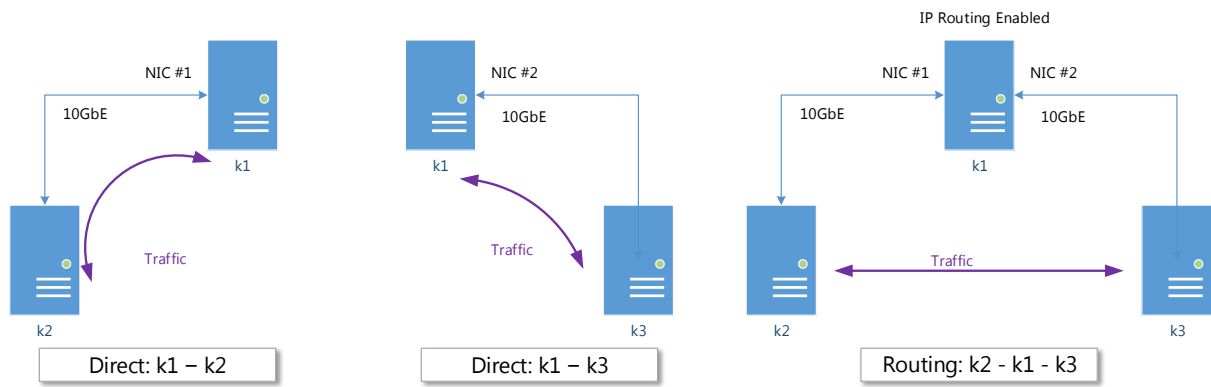 NIC #1
10GbE
k1
Traffic
k2
Direct: k1 – k2
NIC #2
10GbE
k1
Traffic
k3
Direct: k1 – k3
IP Routing Enabled
NIC #1
NIC #2
10GbE
10GbE
k1
Traffic
k2
k3
Routing: k2 - k1 - k3